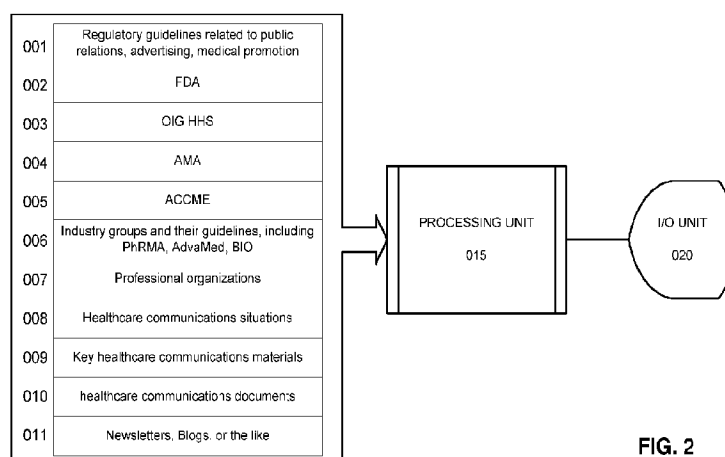 001 Regulatory guidelines related to public
relations, advertising, medical promotion
002 FDA
003 OIG HHS
004 AMA
005 ACCME
006 Industry groups and their guidelines, including
PhRMA, AdvaMed, BIO
007 Professional organizations
008 Healthcare communications situations
009 Key healthcare communications materials
010 healthcare communications documents
011 Newsletters, Blogs. or the like
PROCESSING UNIT
015
I/O UNIT
020
FIG. 2